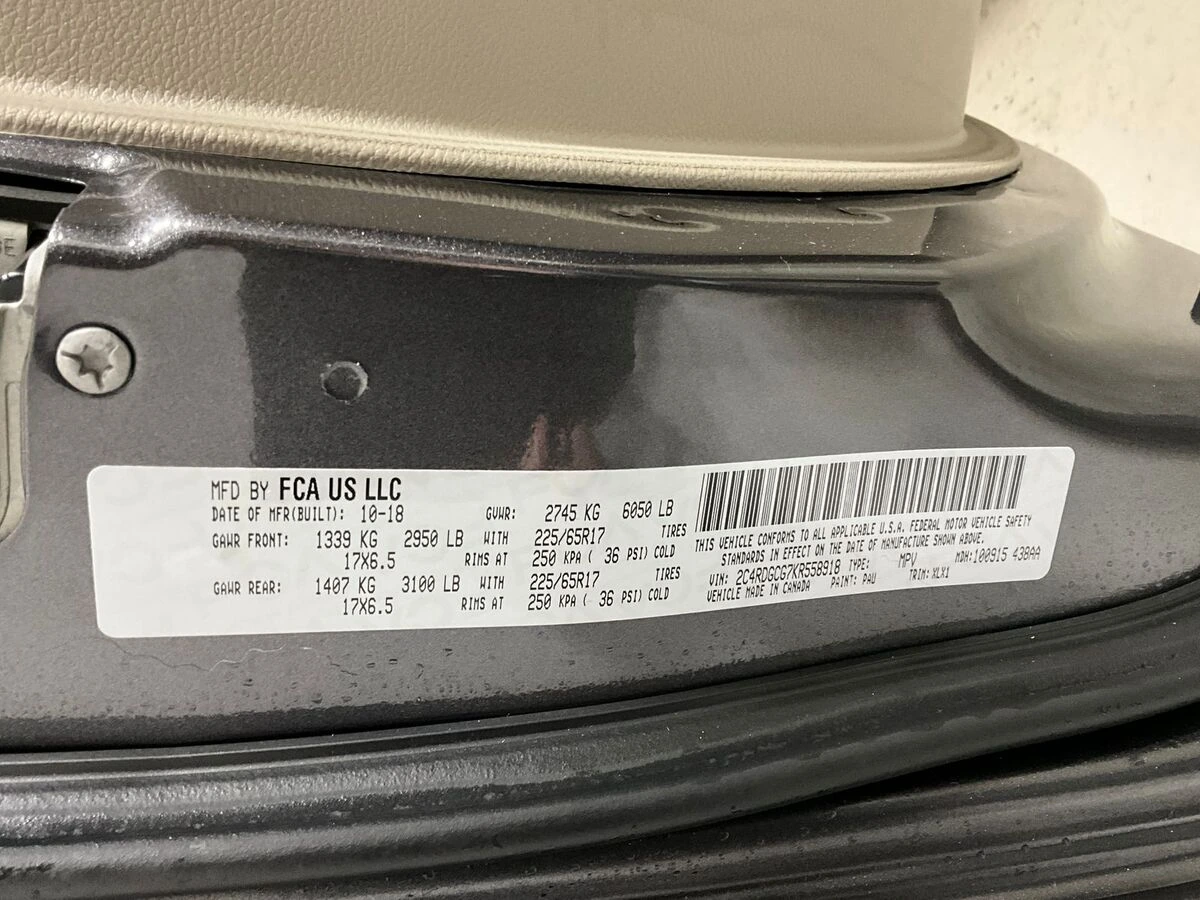 MFD BY FCA US LLC
DATE OF MFR(BUILT): 10-18 GVWR: 2745 KG 6050 LB
GAWR FRONT: 1339 KG 2950 LB WITH 225/65R17 TIRES
17X6.5 RIMS AT 250 KPA ( 36 PSI) COLD
GAWR REAR: 1407 KG 3100 LB WITH 225/65R17 TIRES
17X6.5 RIMS AT 250 KPA ( 36 PSI) COLD
THIS VEHICLE CONFORMS TO ALL APPLICABLE U.S.A. FEDERAL MOTOR VEHICLE SAFETY
STANDARDS IN EFFECT ON THE DATE OF MANUFACTURE SHOWN ABOVE.
VIN: 2C4RDGCG7KR558918 TYPE: MPV MDH:100915 438AA
VEHICLE MADE IN CANADA PAINT: PAU TRIM: XLX1